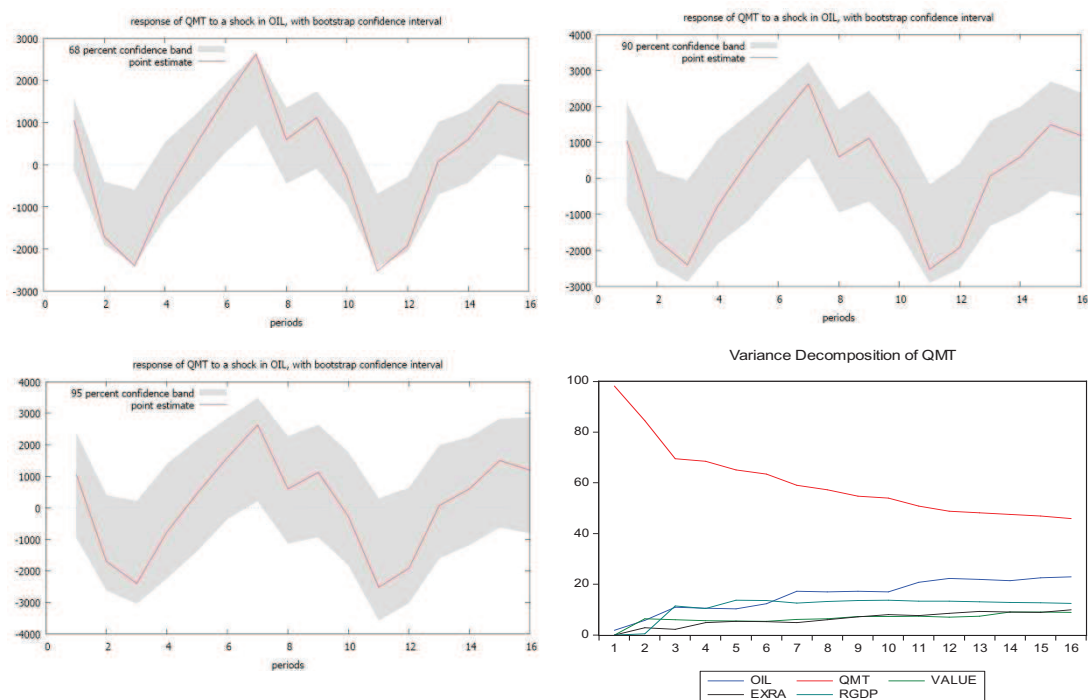 response of QMT to a shock in OIL, with bootstrap confidence interval
68 percent confidence band
point estimate
3000
2000
1000
0
-1000
-2000
-3000
0 2 4 6 8 10 12 14 16
periods
response of QMT to a shock in OIL, with bootstrap confidence interval
90 percent confidence band
point estimate
4000
3000
2000
1000
0
-1000
-2000
-3000
0 2 4 6 8 10 12 14 16
periods
response of QMT to a shock in OIL, with bootstrap confidence interval
95 percent confidence band
point estimate
4000
3000
2000
1000
0
-1000
-2000
-3000
-4000
0 2 4 6 8 10 12 14 16
periods
Variance Decomposition of QMT
100
80
60
40
20
0
1 2 3 4 5 6 7 8 9 10 11 12 13 14 15 16
OIL QMT VALUE
EXRA RGDP